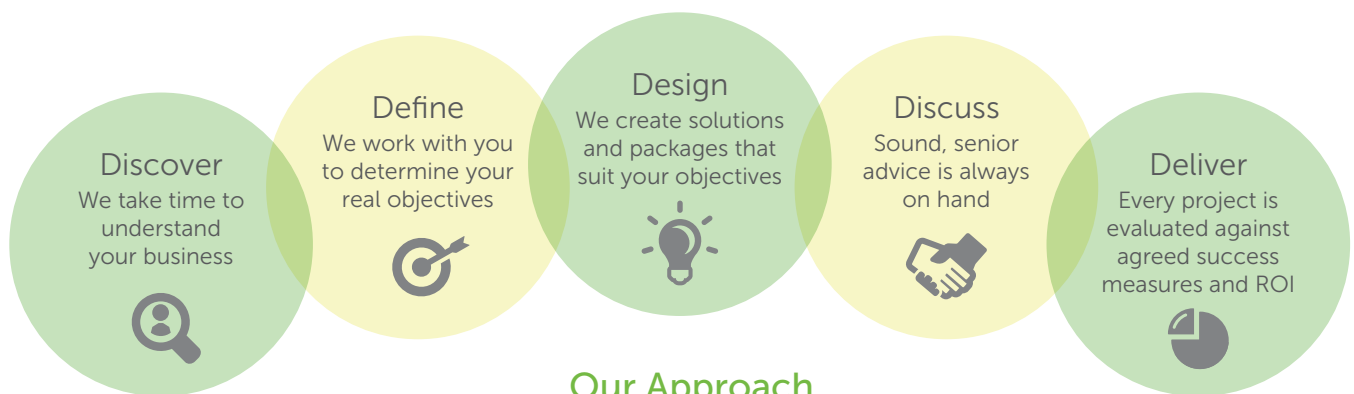 Discover
We take time to
understand
your business
Define
We work with you
to determine your
real objectives
Design
We create solutions
and packages that
suit your objectives
Discuss
Sound, senior
advice is always
on hand
Deliver
Every project is
evaluated against
agreed success
measures and ROI
Our Approach